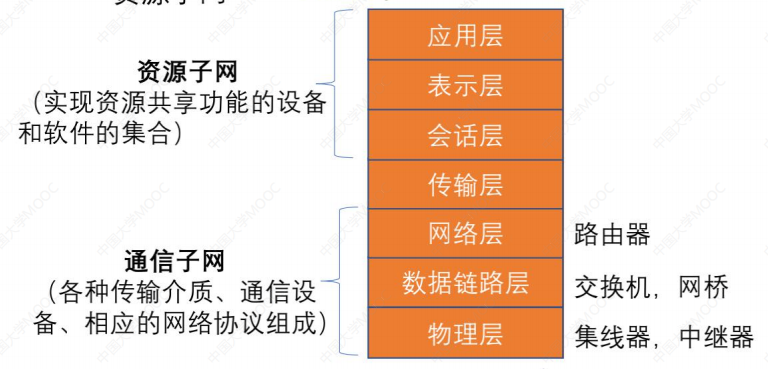 应用层
资源子网
表示层
（实现资源共享功能的设备
和软件的集合）
会话层
传输层
网络层 路由器
通信子网
数据链路层 交换机，网桥
（各种传输介质、通信设
备、相应的网络协议组成）
物理层 集线器，中继器
中国大学MOOC